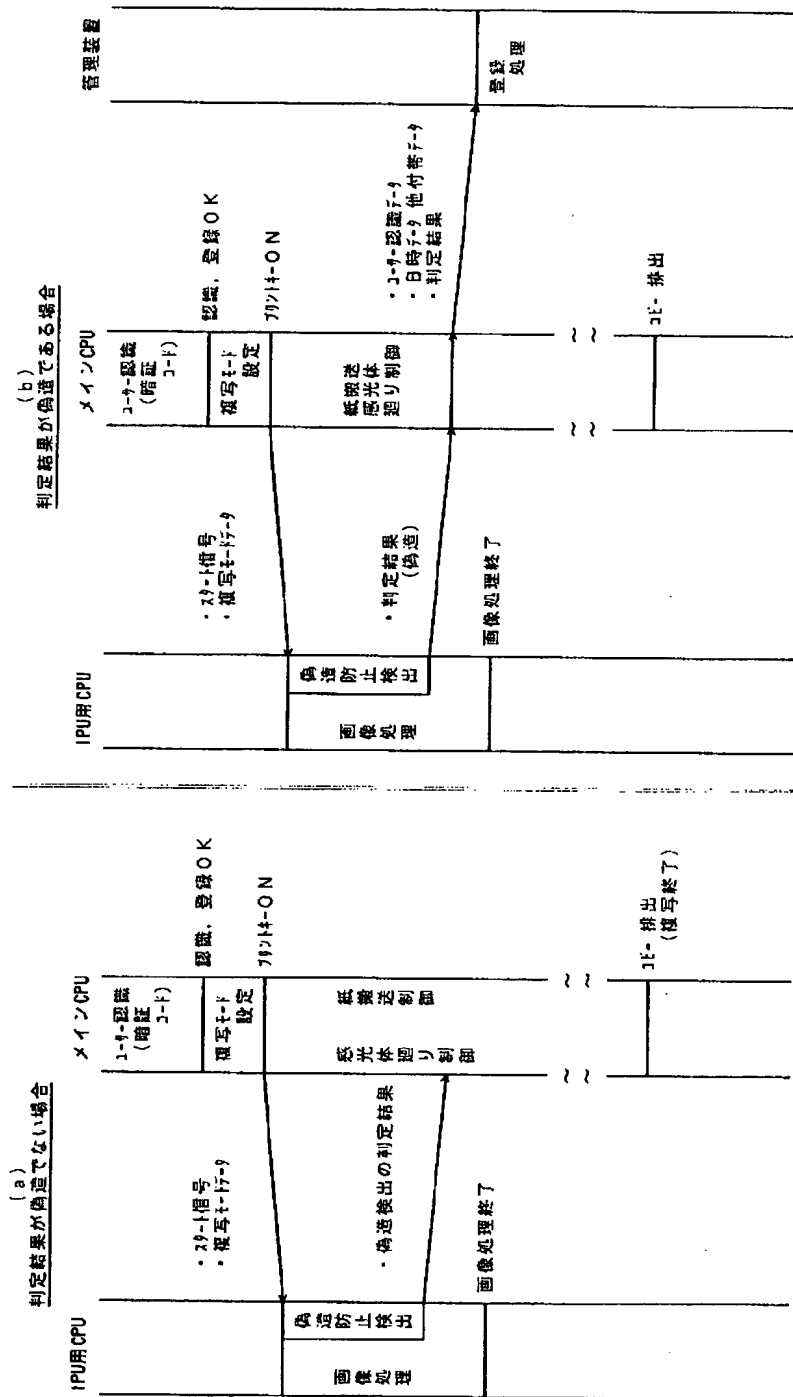 (a)
判定結果が偽造でない場合
IPU用CPU
メインCPU
ユーザー認識
(暗証
コード)
認識, 登録OK
複写モード
設定
プリントキーON
・スタート信号
・複写モードデータ
偽造防止検出
画像処理
紙搬送制御
感光体廻り制御
・偽造検出の判定結果
画像処理終了
コピー排出
(複写終了)
(b)
判定結果が偽造である場合
IPU用CPU
メインCPU
管理装置
ユーザー認識
(暗証
コード)
認識, 登録OK
複写モード
設定
プリントキーON
・スタート信号
・複写モードデータ
偽造防止検出
画像処理
紙搬送
感光体
廻り制御
・判定結果
(偽造)
・ユーザー認識データ
・日時データ 他付帯データ
・判定結果
登録
処理
画像処理終了
コピー排出